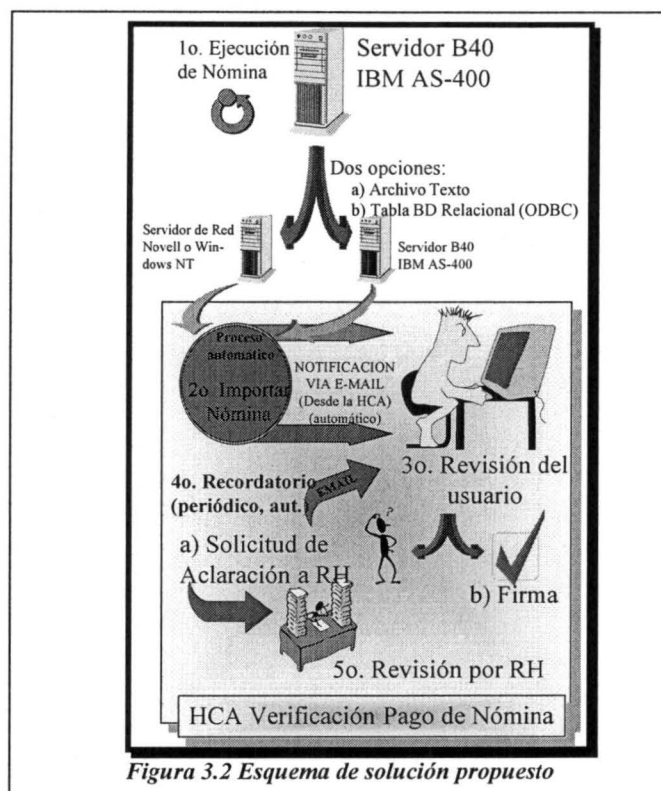 1o. Ejecución
de Nómina
Servidor B40
IBM AS-400
Dos opciones:
a) Archivo Texto
b) Tabla BD Relacional (ODBC)
Servidor de Red
Novell o Win-
dows NT
Servidor B40
IBM AS-400
Proceso
automático
2o. Importar
Nómina
NOTIFICACION
VIA E-MAIL
(Desde la HCA)
(automático)
3o. Revisión del
usuario
4o. Recordatorio
(periódico, aut.)
EMAIL
?
a) Solicitud de
Aclaración a RH
b) Firma
5o. Revisión por RH
HCA Verificación Pago de Nómina
Figura 3.2 Esquema de solución propuesto